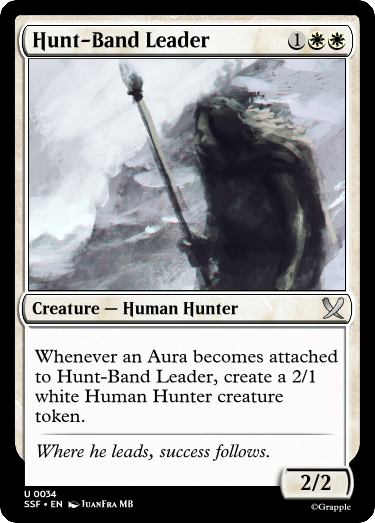 Hunt-Band Leader 1
Creature — Human Hunter
Whenever an Aura becomes attached
to Hunt-Band Leader, create a 2/1
white Human Hunter creature
token.
Where he leads, success follows.
2/2
U 0034
SSF • EN JUANFRA MB
©Grapple